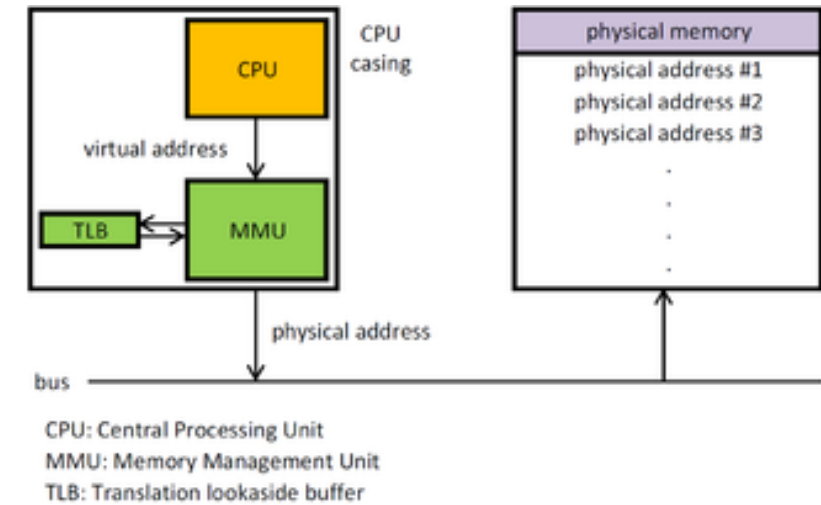 CPU
CPU
casing
virtual address
TLB
MMU
physical address
bus
physical memory
physical address #1
physical address #2
physical address #3
.
.
.
.
CPU: Central Processing Unit
MMU: Memory Management Unit
TLB: Translation lookaside buffer